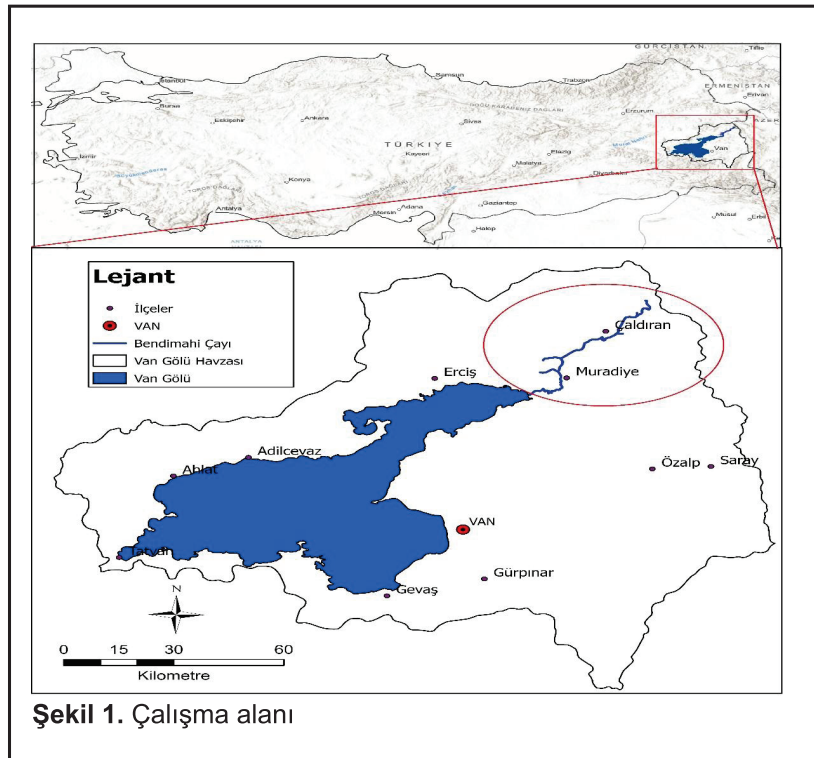 GÜRCİSTAN
Tiflis
İstanbul
Samsun
Trabzon
ERMENİSTAN
Erivan
Bursa
Eskişehir
Ankara
Sivas
Erzurum
AZER
TÜRKİYE
Kayseri
Elazığ
Van
İzmir
Malatya
Diyarbakır
Konya
TOROS DAĞLARI
Antalya
Mersin
Adana
Gaziantep
Halep
Musul
Erbil
Lejant
İlçeler
VAN
Bendimahi Çayı
Van Gölü Havzası
Van Gölü
Çaldıran
Muradiye
Erciş
Adilcevaz
Ahlat
Özalp
Saray
VAN
Tatvan
Gürpınar
Gevaş
N
0 15 30 60
Kilometre
Şekil 1. Çalışma alanı